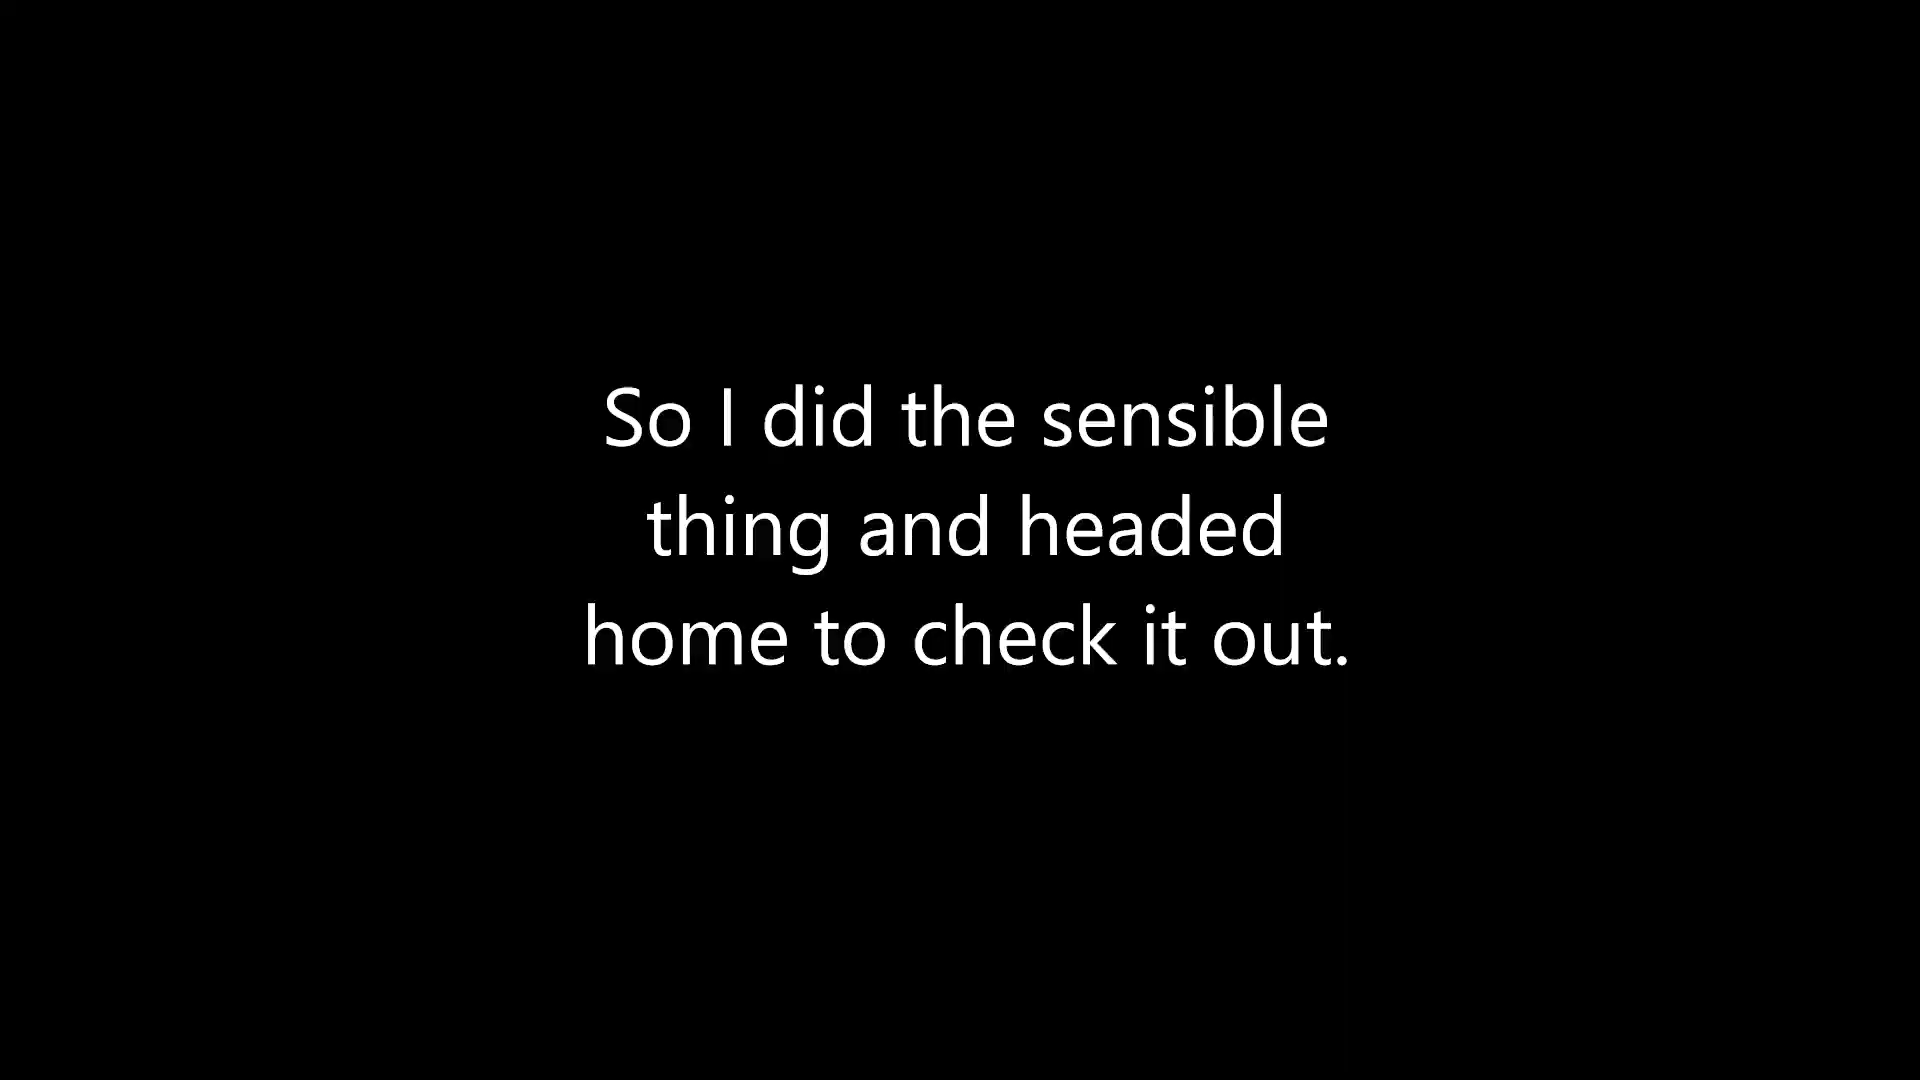 So I did the sensible
thing and headed
home to check it out.